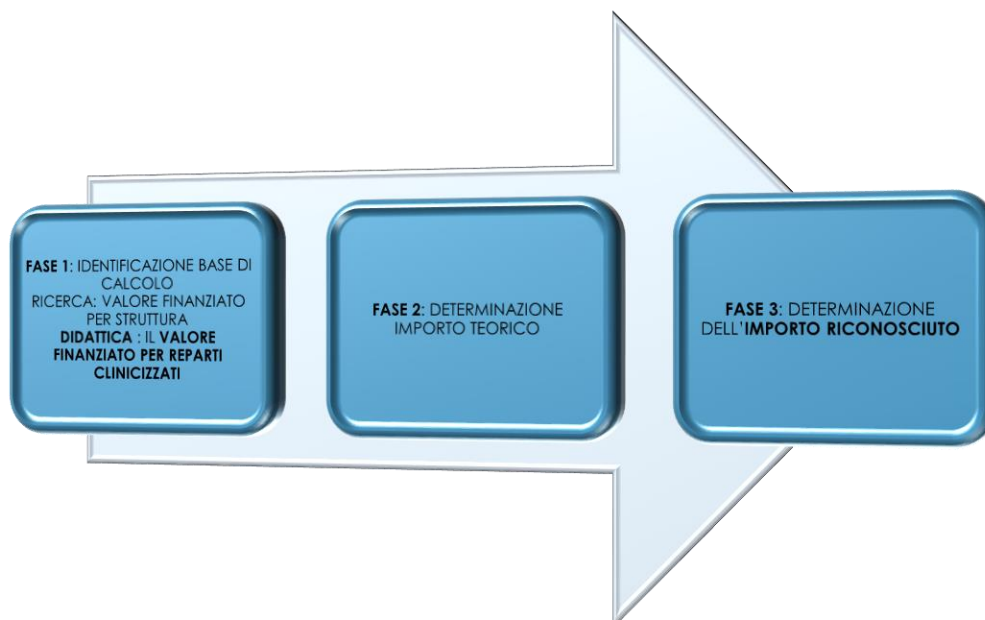 FASE 1: IDENTIFICAZIONE BASE DI
CALCOLO
RICERCA: VALORE FINANZIATO
PER STRUTTURA
DIDATTICA : IL VALORE
FINANZIATO PER REPARTI
CLINICIZZATI
FASE 2: DETERMINAZIONE
IMPORTO TEORICO
FASE 3: DETERMINAZIONE
DELL'IMPORTO RICONOSCIUTO